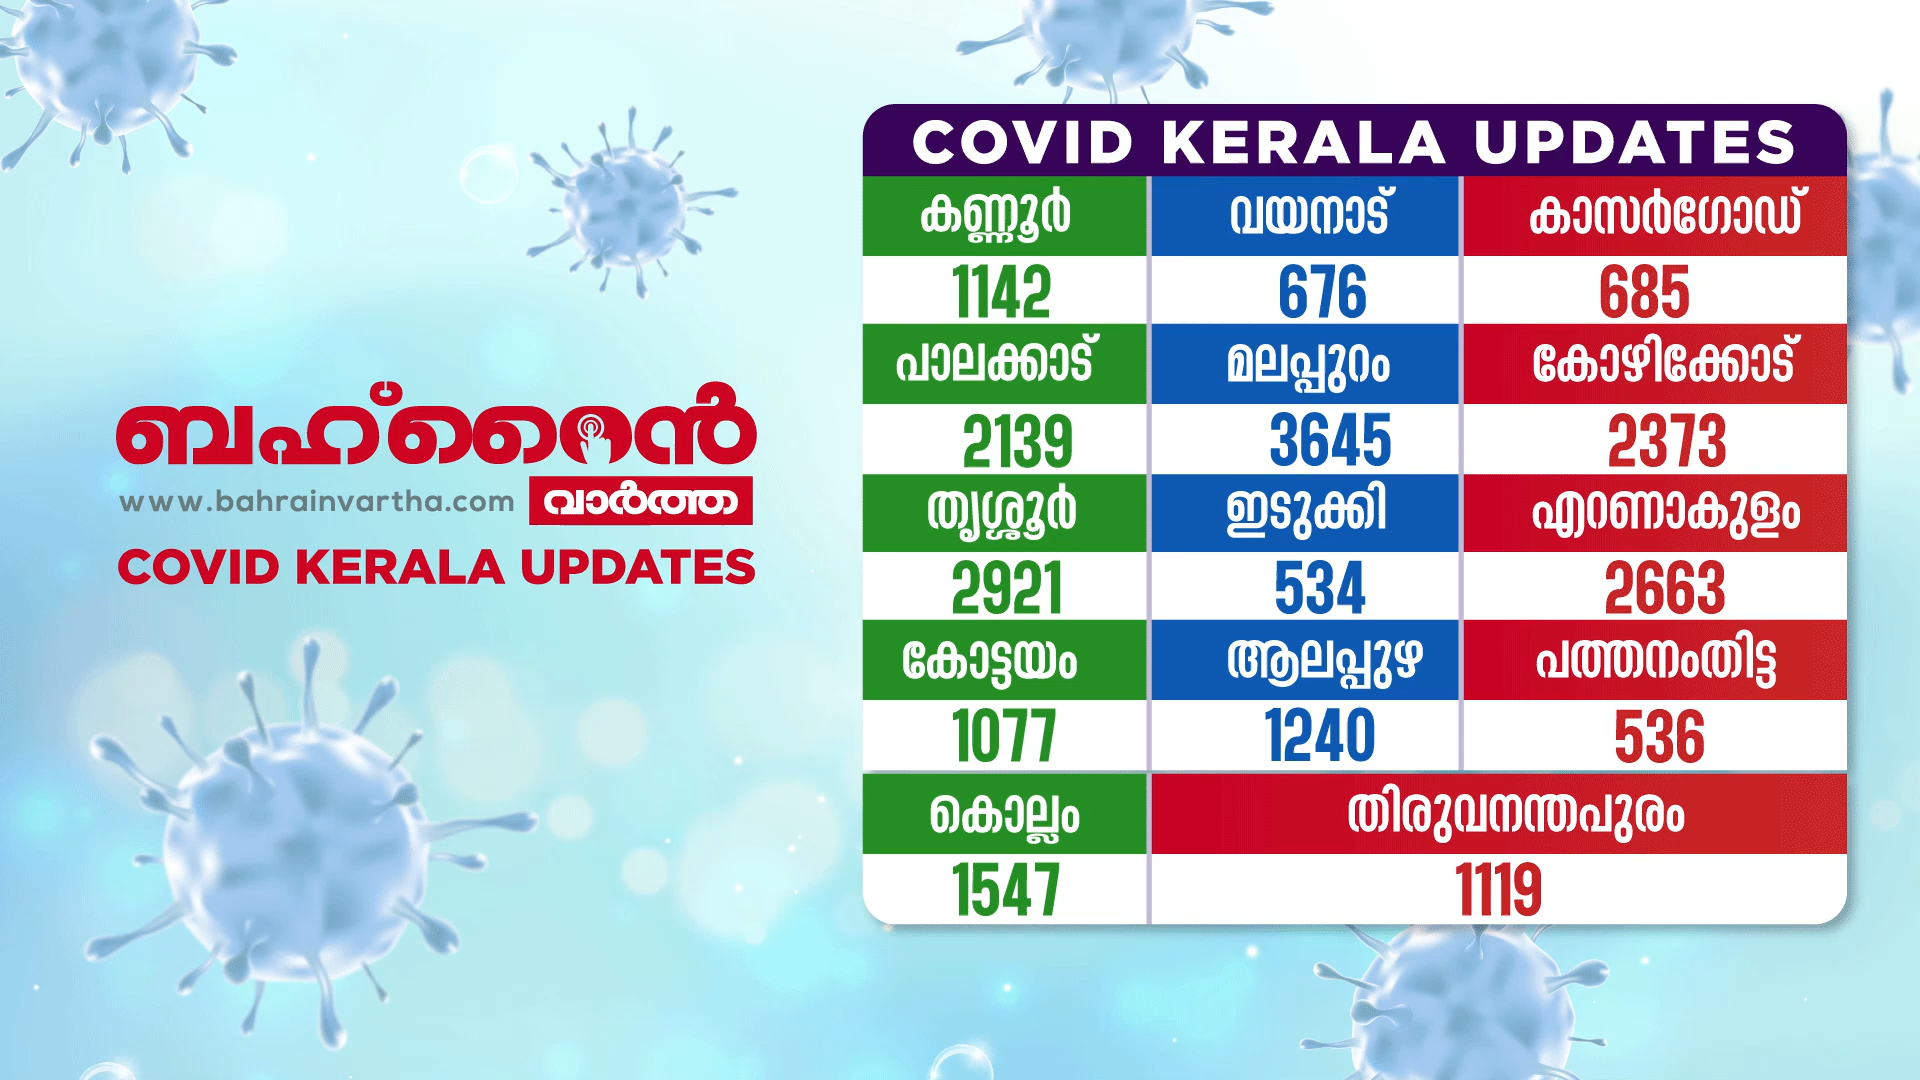 ബഹ്റൈൻ
www.bahrainvartha.com വാർത്ത
COVID KERALA UPDATES
COVID KERALA UPDATES
കണ്ണൂർ വയനാട് കാസർഗോഡ്
1142 676 685
പാലക്കാട് മലപ്പുറം കോഴിക്കോട്
2139 3645 2373
തൃശ്ശൂർ ഇടുക്കി എറണാകുളം
2921 534 2663
കോട്ടയം ആലപ്പുഴ പത്തനംതിട്ട
1077 1240 536
കൊല്ലം തിരുവനന്തപുരം
1547 1119